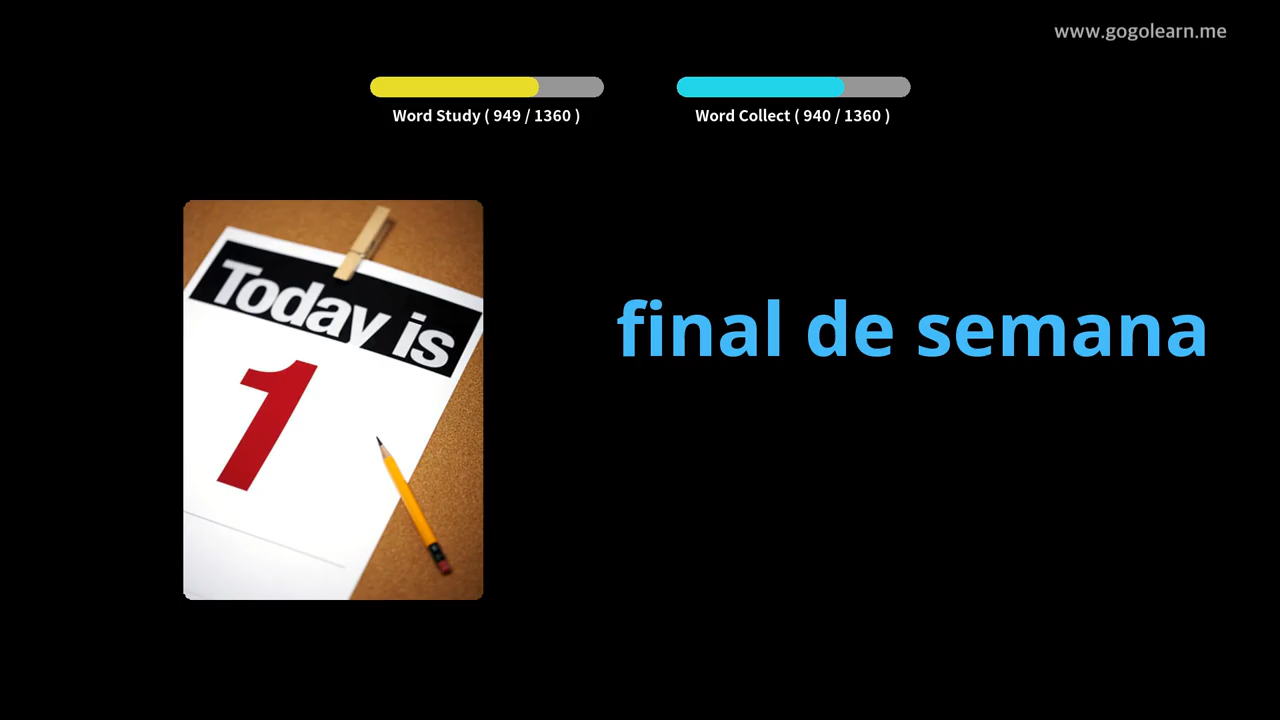 www.gogolearn.me
Word Study ( 949 / 1360 )
Word Collect ( 940 / 1360 )
Today is
1
final de semana